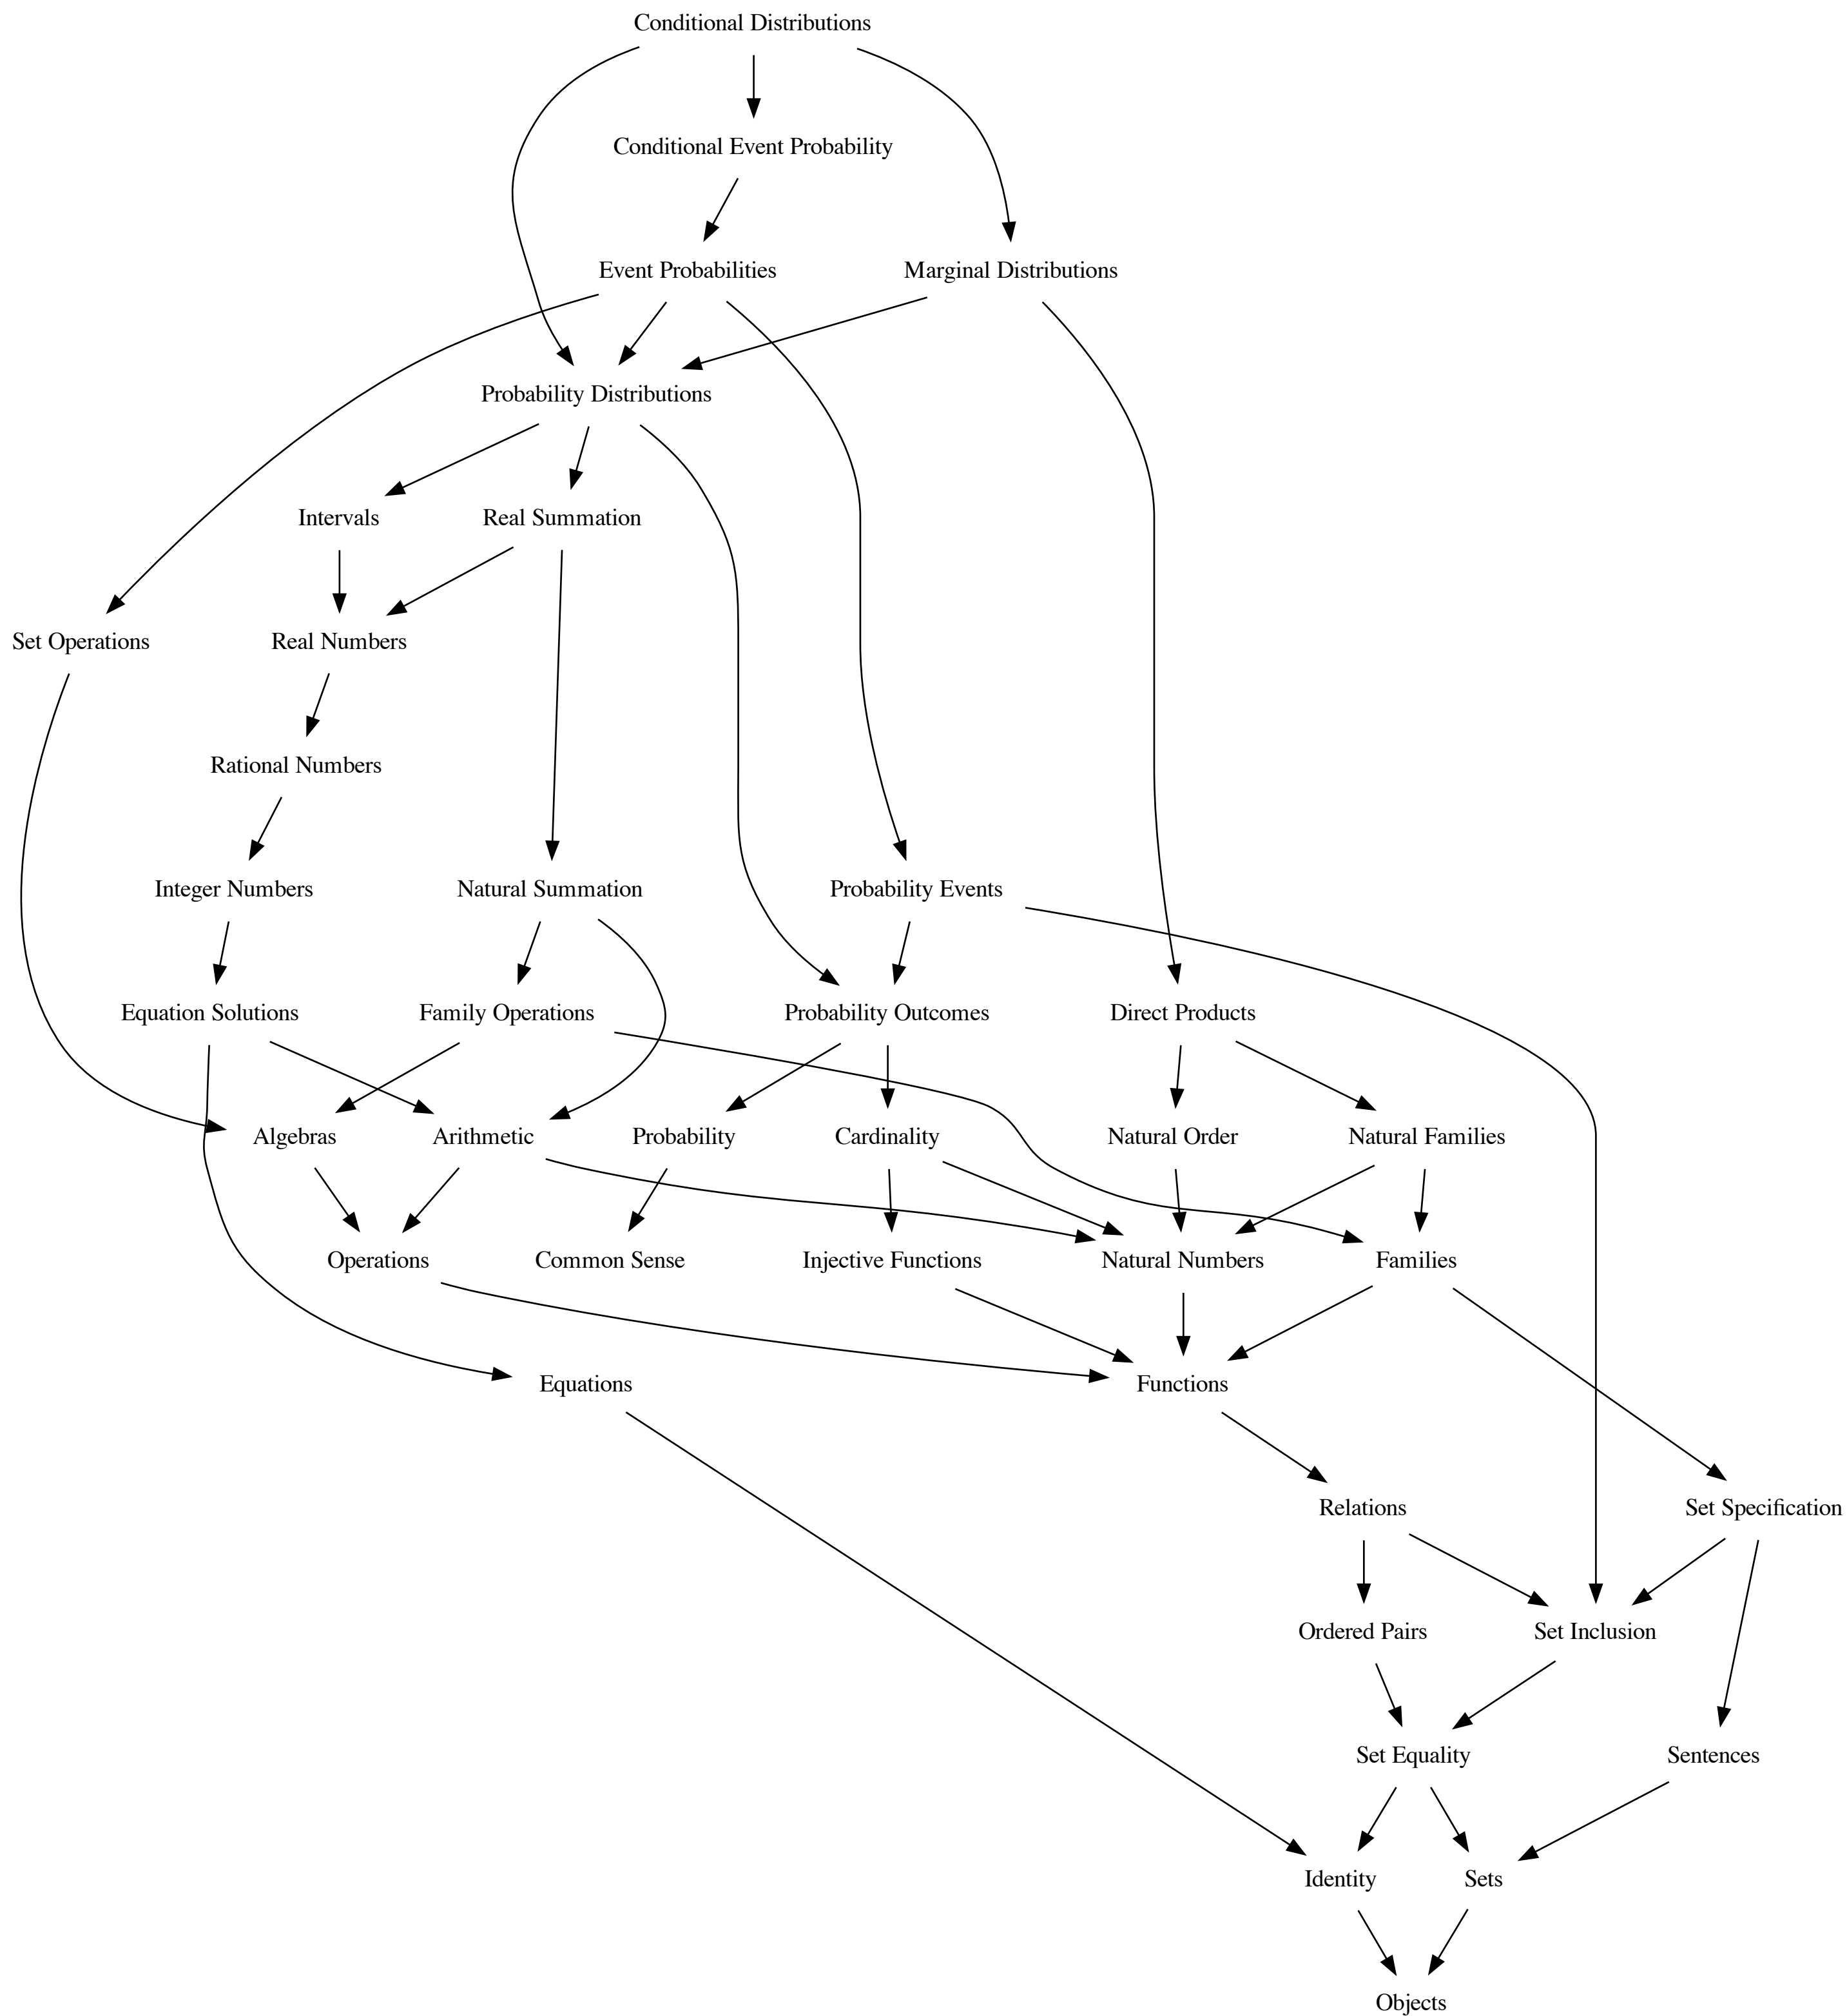 Conditional Distributions
Conditional Event Probability
Event Probabilities
Marginal Distributions
Probability Distributions
Intervals
Real Summation
Set Operations
Real Numbers
Rational Numbers
Integer Numbers
Natural Summation
Probability Events
Equation Solutions
Family Operations
Probability Outcomes
Direct Products
Algebras
Arithmetic
Probability
Cardinality
Natural Order
Natural Families
Operations
Common Sense
Injective Functions
Natural Numbers
Families
Equations
Functions
Relations
Set Specification
Ordered Pairs
Set Inclusion
Set Equality
Sentences
Identity
Sets
Objects